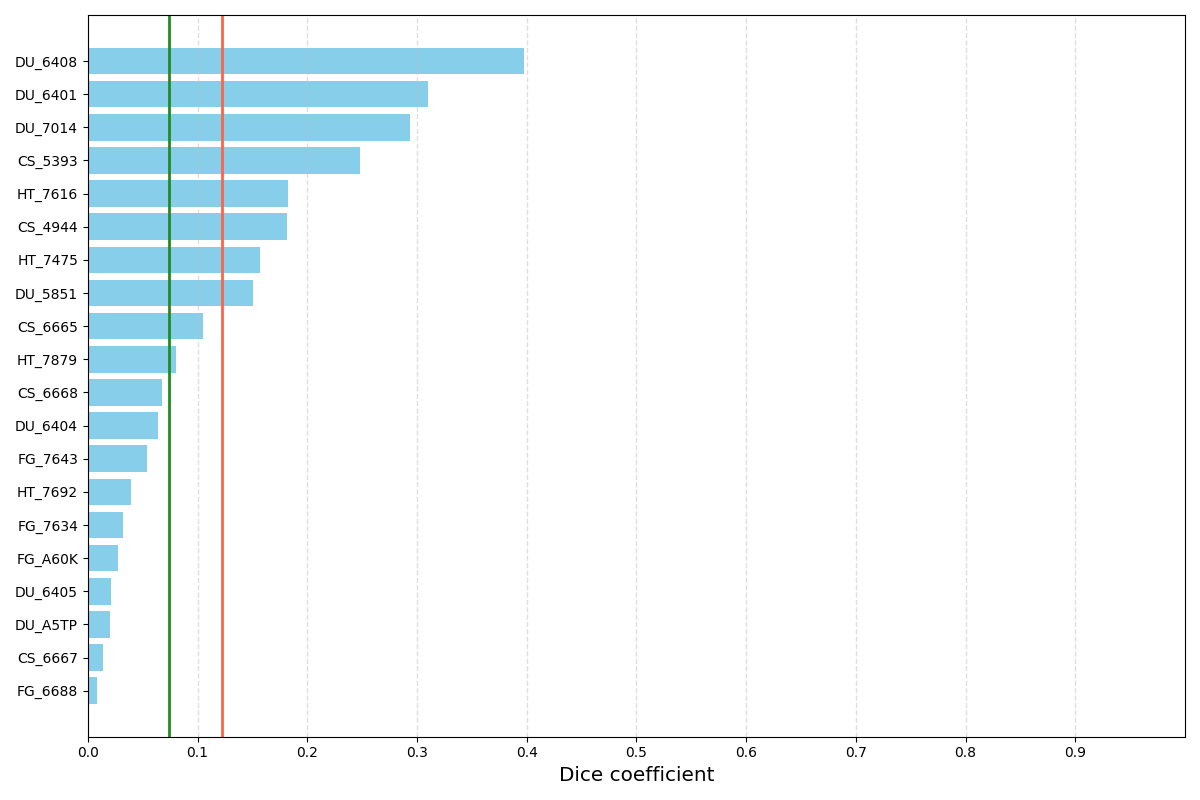 DU_6408
DU_6401
DU_7014
CS_5393
HT_7616
CS_4944
HT_7475
DU_5851
CS_6665
HT_7879
CS_6668
DU_6404
FG_7643
HT_7692
FG_7634
FG_A60K
DU_6405
DU_A5TP
CS_6667
FG_6688
0.0 0.1 0.2 0.3 0.4 0.5 0.6 0.7 0.8 0.9
Dice coefficient